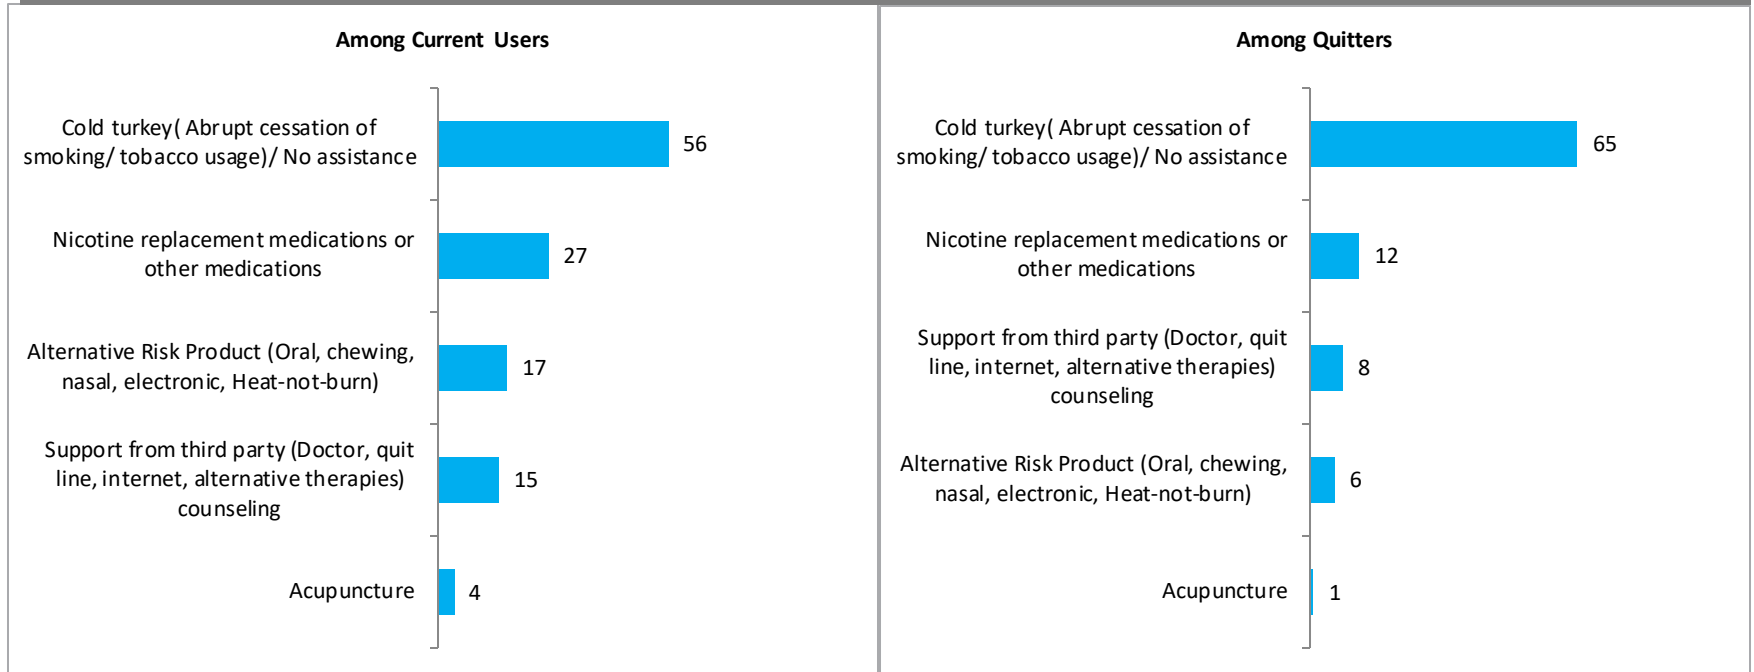 Among Current Users
Cold turkey( Abrupt cessation of
smoking/ tobacco usage)/ No assistance
56
Nicotine replacement medications or
other medications
27
Alternative Risk Product (Oral, chewing,
nasal, electronic, Heat-not-burn)
17
Support from third party (Doctor, quit
line, internet, alternative therapies)
counseling
15
Acupuncture
4
Among Quitters
Cold turkey( Abrupt cessation of
smoking/ tobacco usage)/ No assistance
65
Nicotine replacement medications or
other medications
12
Support from third party (Doctor, quit
line, internet, alternative therapies)
counseling
8
Alternative Risk Product (Oral, chewing,
nasal, electronic, Heat-not-burn)
6
Acupuncture
1